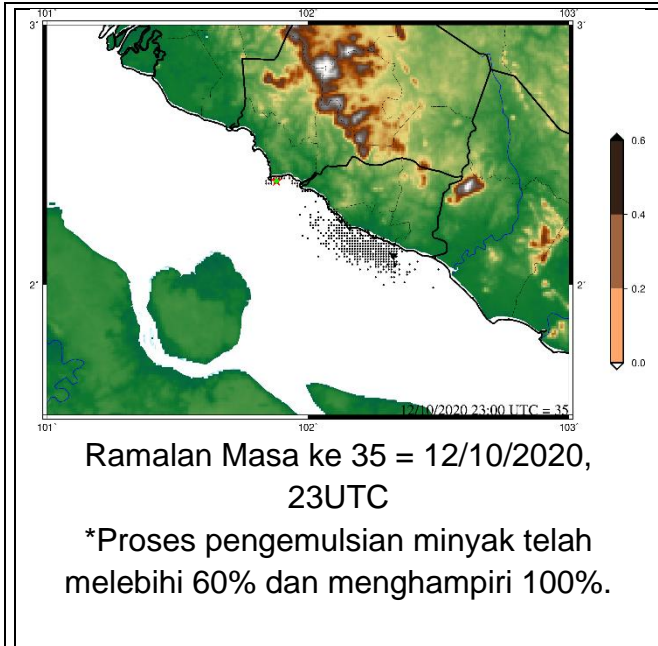 101˚ 102˚ 103˚
3˚ 3˚
0.6
0.4
2˚ 2˚
0.2
0.0
12/10/2020 23:00 UTC = 35
101˚ 102˚ 103˚
Ramalan Masa ke 35 = 12/10/2020,
23UTC
*Proses pengemulsian minyak telah
melebihi 60% dan menghampiri 100%.